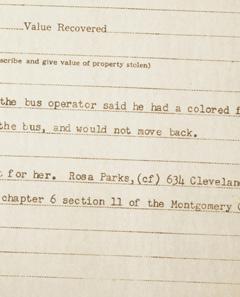 Value Recovered
scribe and give value of property stolen)
the bus operator said he had a colored f
the bus, and would not move back.
for her. Rosa Parks, (cf) 634 Cleveland
chapter 6 section 11 of the Montgomery